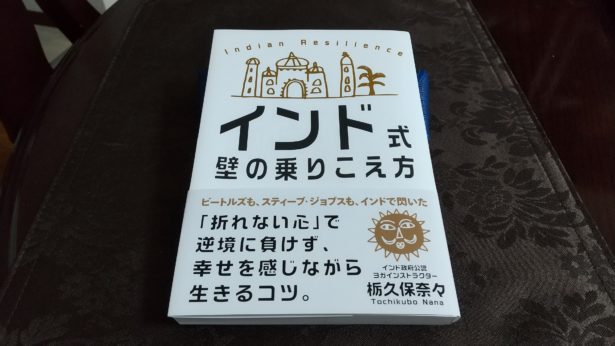 Indian Resilience
インド式
壁の乗りこえ方
ビートルズも、スティーブ・ジョブスも、インドで閃いた
「折れない心」で
逆境に負けず、
幸せを感じながら
生きるコツ。
インド政府公認
ヨガインストラクター
栃久保奈々
Tochikubo Nana